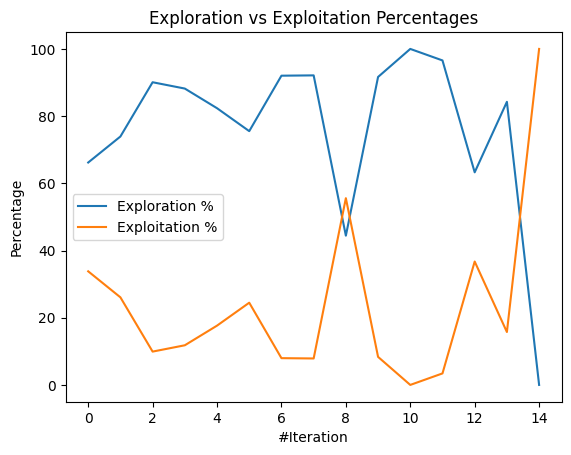 Exploration vs Exploitation Percentages
100
80
60
40
20
0
Percentage
Exploration %
Exploitation %
0 2 4 6 8 10 12 14
#Iteration